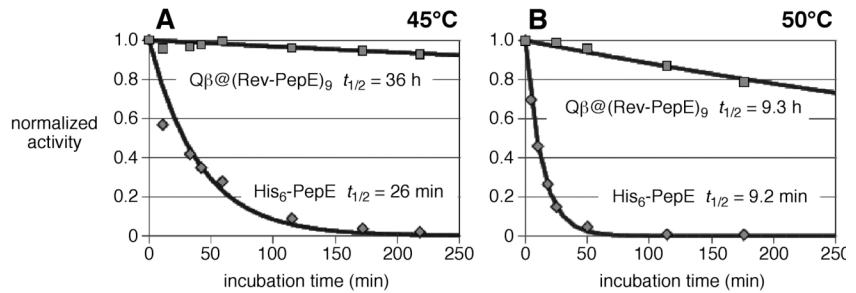 A 45°C
1.0
0.8
0.6
0.4
0.2
0
normalized
activity
Qβ@(Rev-PepE)9 t1/2 = 36 h
His6-PepE t1/2 = 26 min
0 50 100 150 200 250
incubation time (min)
B 50°C
1.0
0.8
0.6
0.4
0.2
0
Qβ@(Rev-PepE)9 t1/2 = 9.3 h
His6-PepE t1/2 = 9.2 min
0 50 100 150 200 250
incubation time (min)